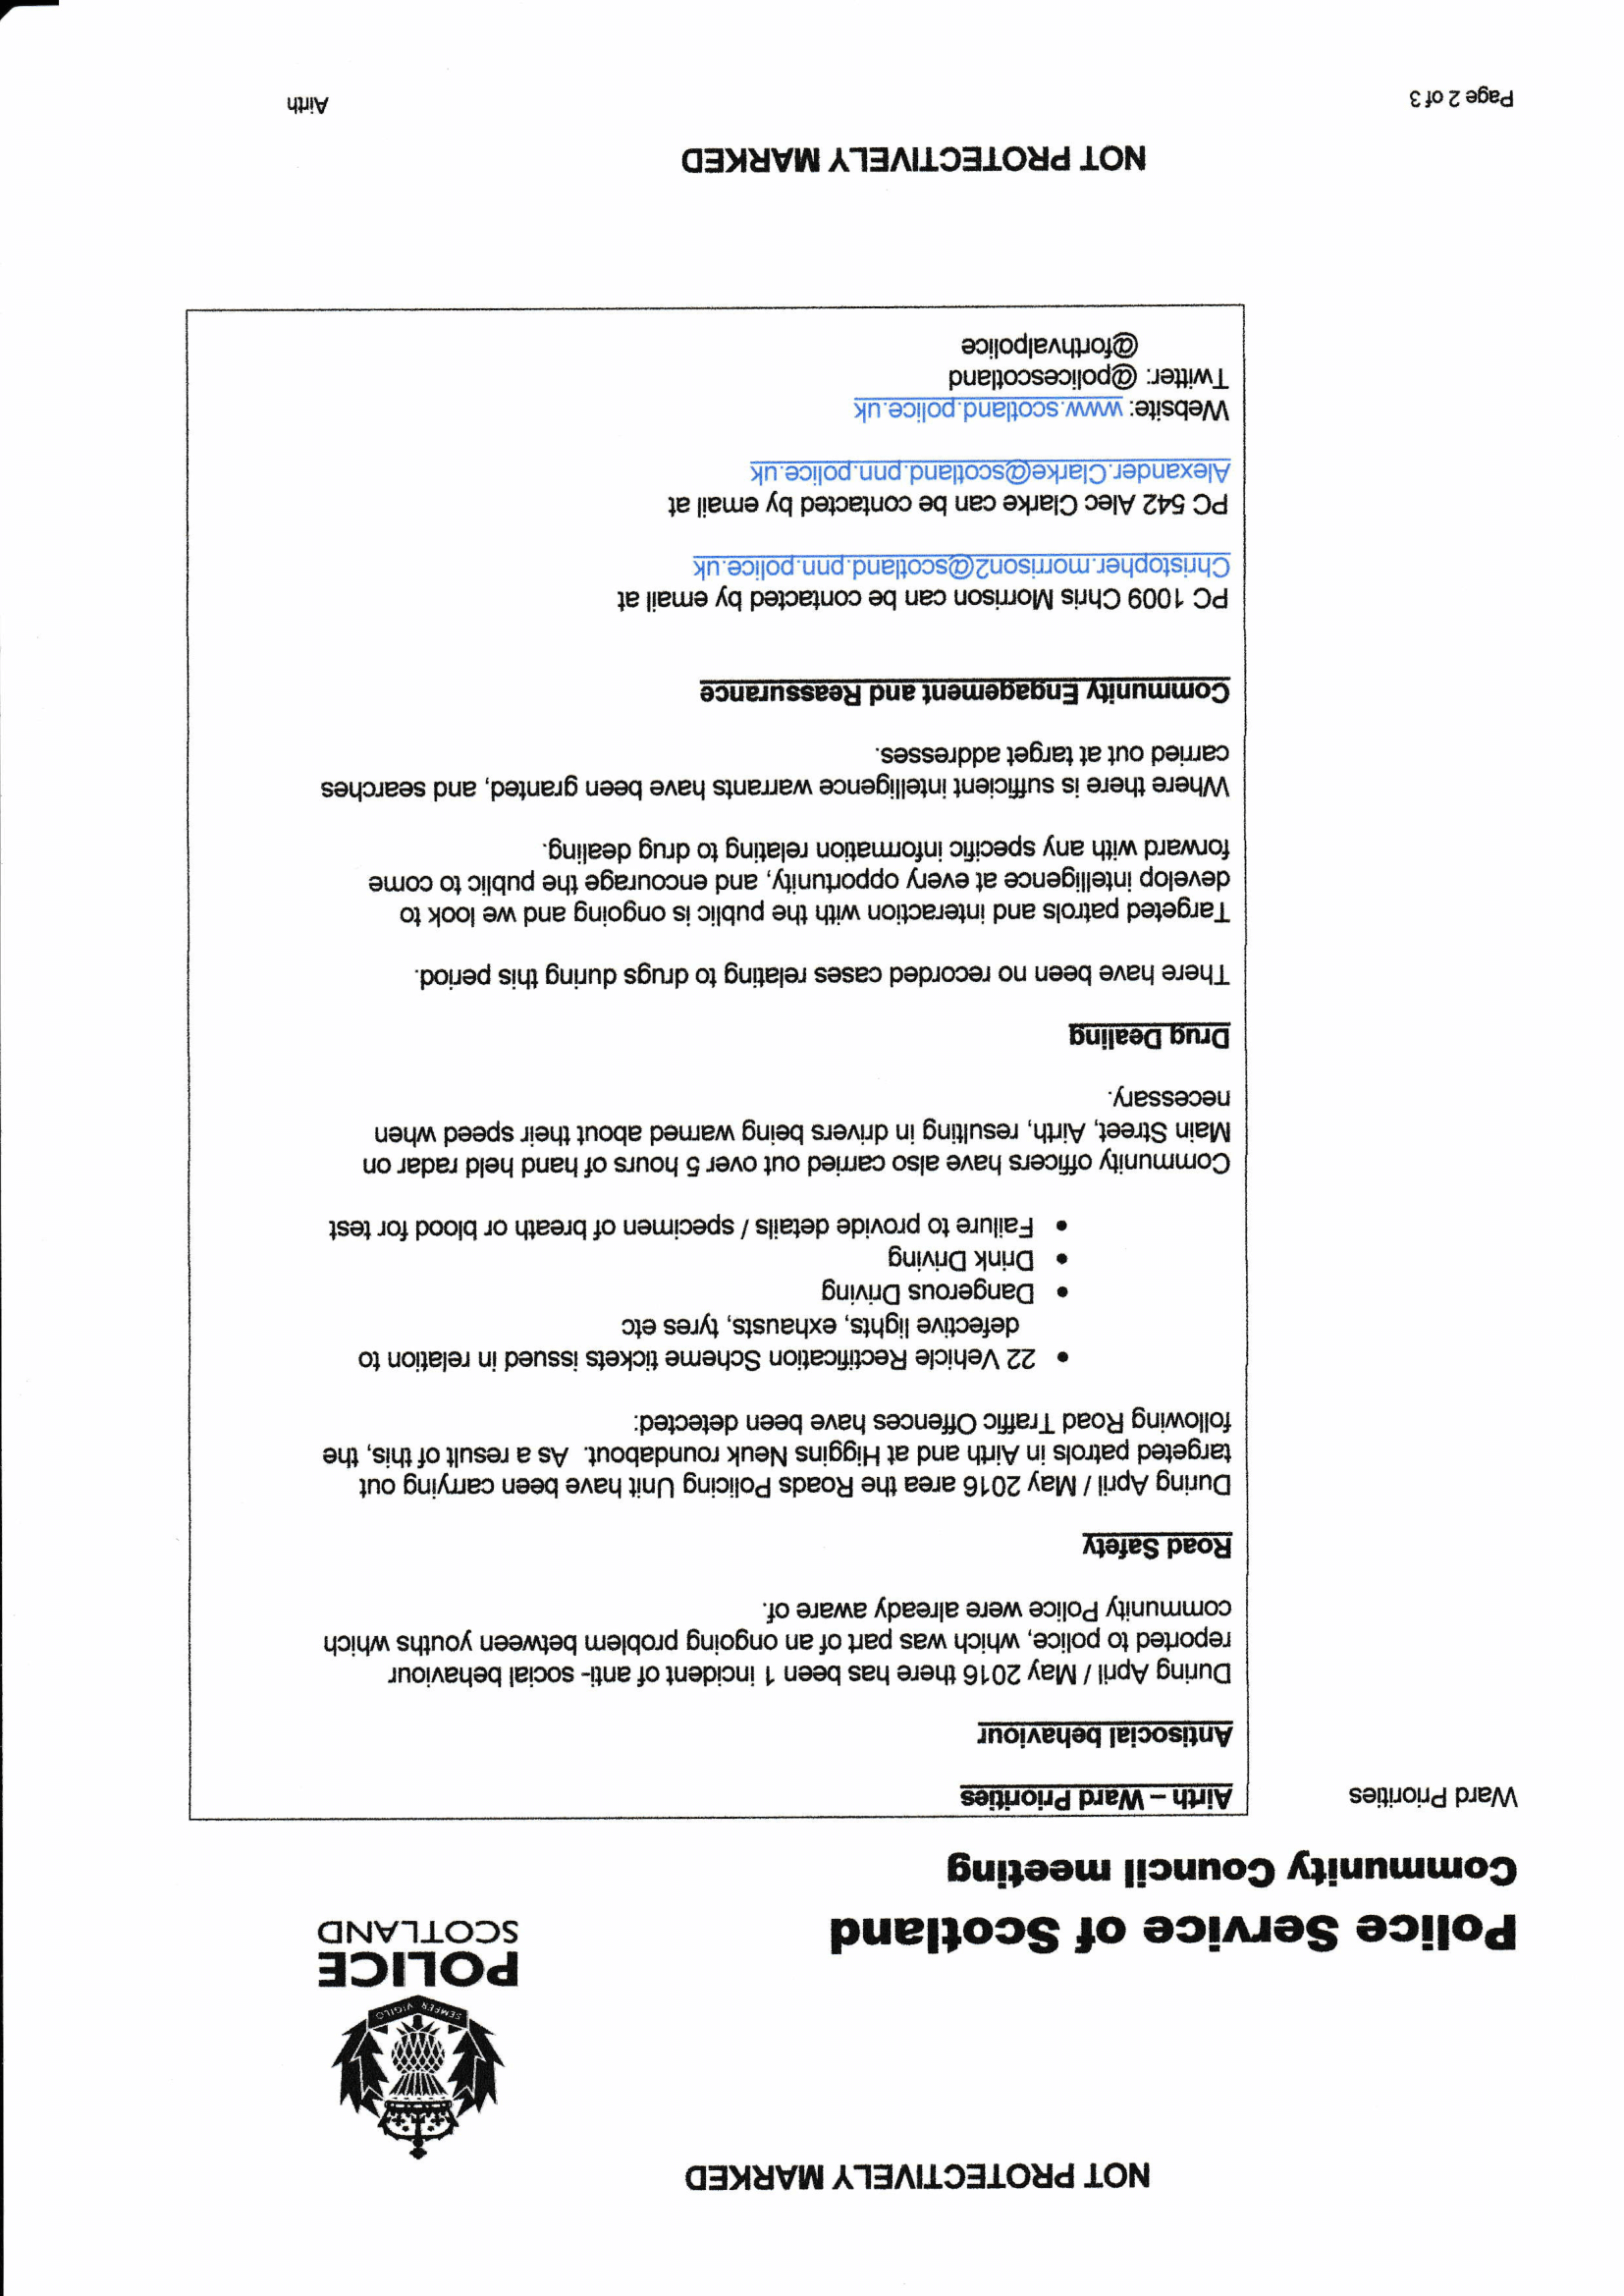 NOT PROTECTIVELY MARKED
SEMPER VIGILO
POLICE
SCOTLAND
Police Service of Scotland
Community Council meeting
Ward Priorities
Airth – Ward Priorities
Antisocial behaviour
During April / May 2016 there has been 1 incident of anti- social behaviour
reported to police, which was part of an ongoing problem between youths which
community Police were already aware of.
Road Safety
During April / May 2016 area the Roads Policing Unit have been carrying out
targeted patrols in Airth and at Higgins Neuk roundabout. As a result of this, the
following Road Traffic Offences have been detected:
• 22 Vehicle Rectification Scheme tickets issued in relation to
defective lights, exhausts, tyres etc
• Dangerous Driving
• Drink Driving
• Failure to provide details / specimen of breath or blood for test
Community officers have also carried out over 5 hours of hand held radar on
Main Street, Airth, resulting in drivers being warned about their speed when
necessary.
Drug Dealing
There have been no recorded cases relating to drugs during this period.
Targeted patrols and interaction with the public is ongoing and we look to
develop intelligence at every opportunity, and encourage the public to come
forward with any specific information relating to drug dealing.
Where there is sufficient intelligence warrants have been granted, and searches
carried out at target addresses.
Community Engagement and Reassurance
PC 1009 Chris Morrison can be contacted by email at
Christopher.morrison2@scotland.pnn.police.uk
PC 542 Alec Clarke can be contacted by email at
Alexander.Clarke@scotland.pnn.police.uk
Website: www.scotland.police.uk
Twitter: @policescotland
@forthvalpolice
NOT PROTECTIVELY MARKED
Page 2 of 3
Airth